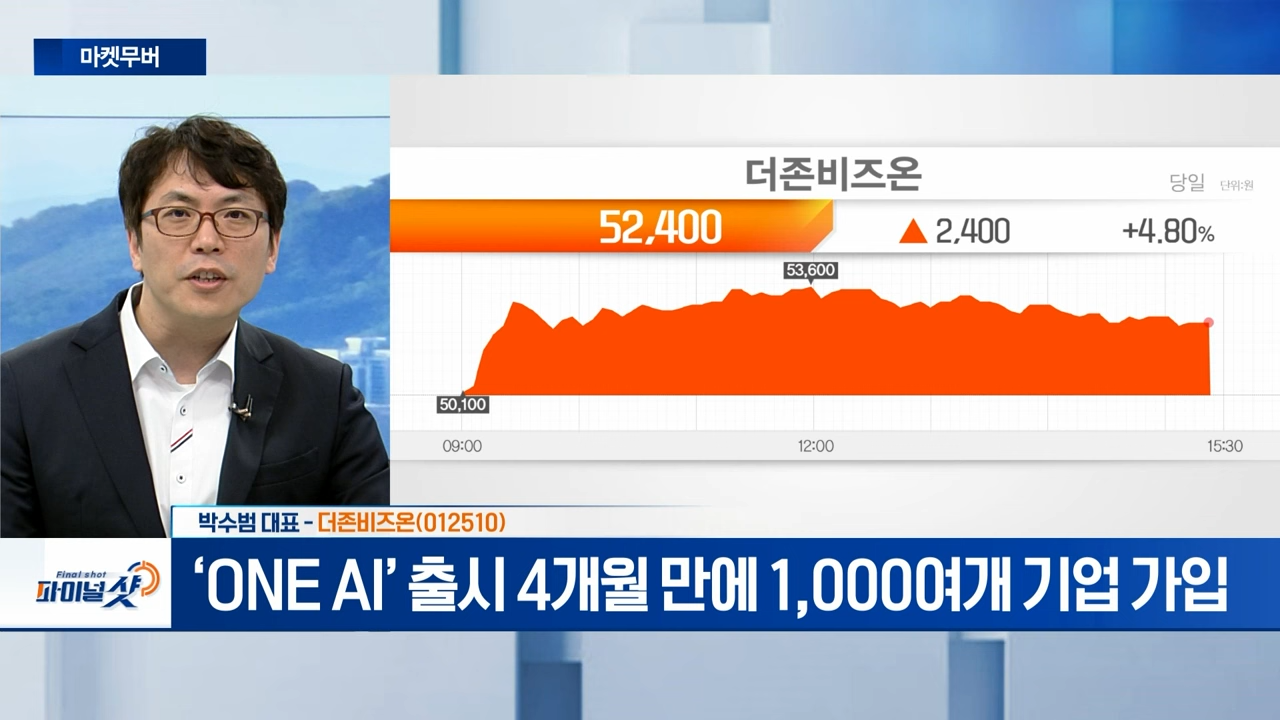 마켓무버
더존비즈온
당일 단위:원
52,400 ▲ 2,400 +4.80%
53,600
50,100
09:00 12:00 15:30
박수범 대표 - 더존비즈온(012510)
Final shot
파이널샷
‘ONE AI’ 출시 4개월 만에 1,000여개 기업 가입